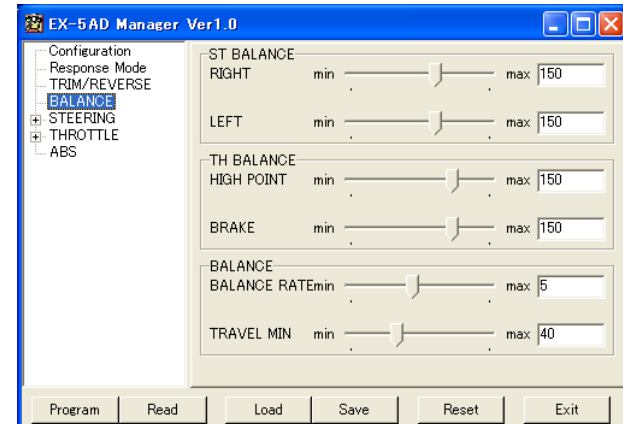 EX-5AD Manager Ver1.0
Configuration
Response Mode
TRIM/REVERSE
BALANCE
STEERING
THROTTLE
ABS
ST BALANCE
RIGHT min max 150
LEFT min max 150
TH BALANCE
HIGH POINT min max 150
BRAKE min max 150
BALANCE
BALANCE RATEmin max 5
TRAVEL MIN min max 40
Program Read Load Save Reset Exit